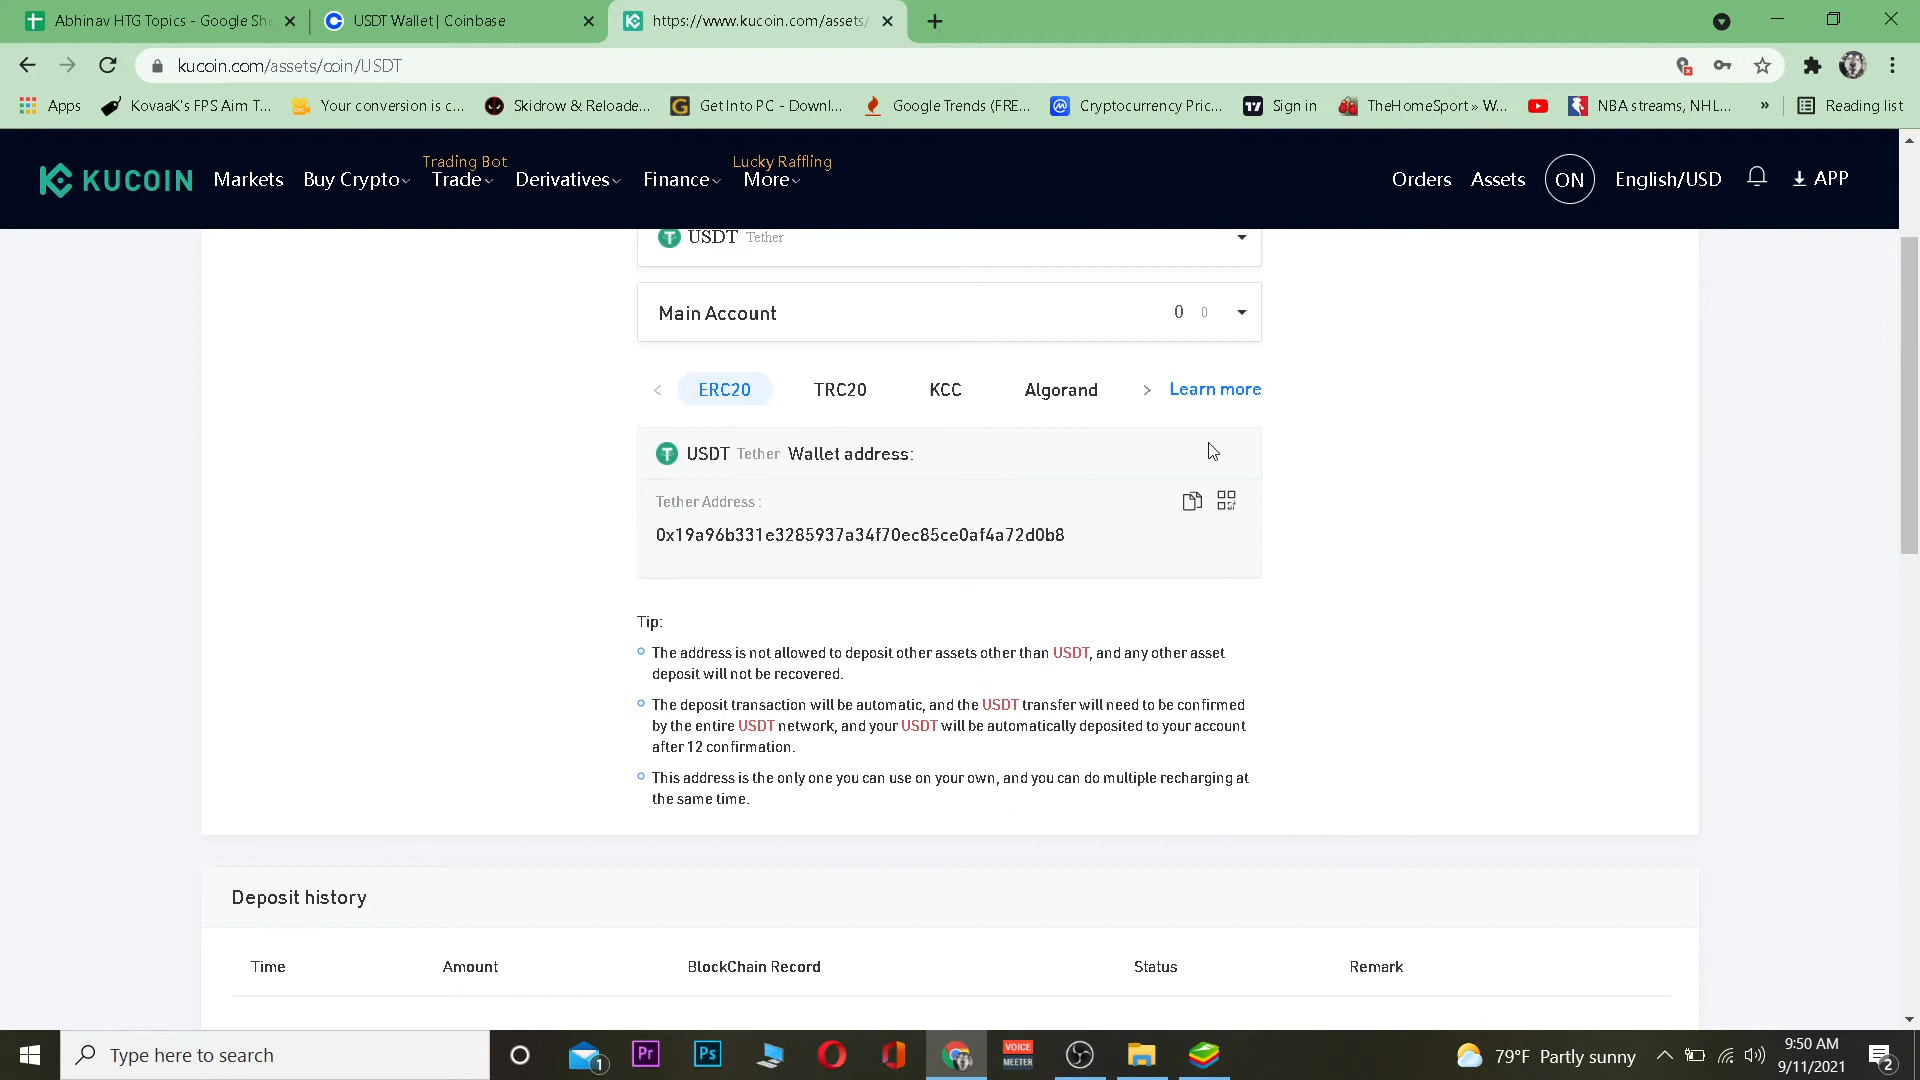 Abhinav HTG Topics - Google She
USDT Wallet | Coinbase
https://www.kucoin.com/assets/
kucoin.com/assets/coin/USDT
Apps
KovaaK's FPS Aim T...
Your conversion is c...
Skidrow & Reloade...
Get Into PC - Downl...
Google Trends (FRE...
Cryptocurrency Pric...
Sign in
TheHomeSport » W...
NBA streams, NHL...
»
Reading list
KUCOIN
Markets
Buy Crypto
Trading Bot
Trade
Derivatives
Finance
Lucky Raffling
More
Orders
Assets
ON
English/USD
APP
USDT Tether
Main Account 0 0
ERC20 TRC20 KCC Algorand Learn more
USDT Tether Wallet address:
Tether Address :
0x19a96b331e3285937a34f70ec85ce0af4a72d0b8
Tip:
The address is not allowed to deposit other assets other than USDT, and any other asset
deposit will not be recovered.
The deposit transaction will be automatic, and the USDT transfer will need to be confirmed
by the entire USDT network, and your USDT will be automatically deposited to your account
after 12 confirmation.
This address is the only one you can use on your own, and you can do multiple recharging at
the same time.
Deposit history
Time Amount BlockChain Record Status Remark
Type here to search
1
Pr
Ps
VOICE
MEETER
79°F Partly sunny
9:50 AM
9/11/2021
2